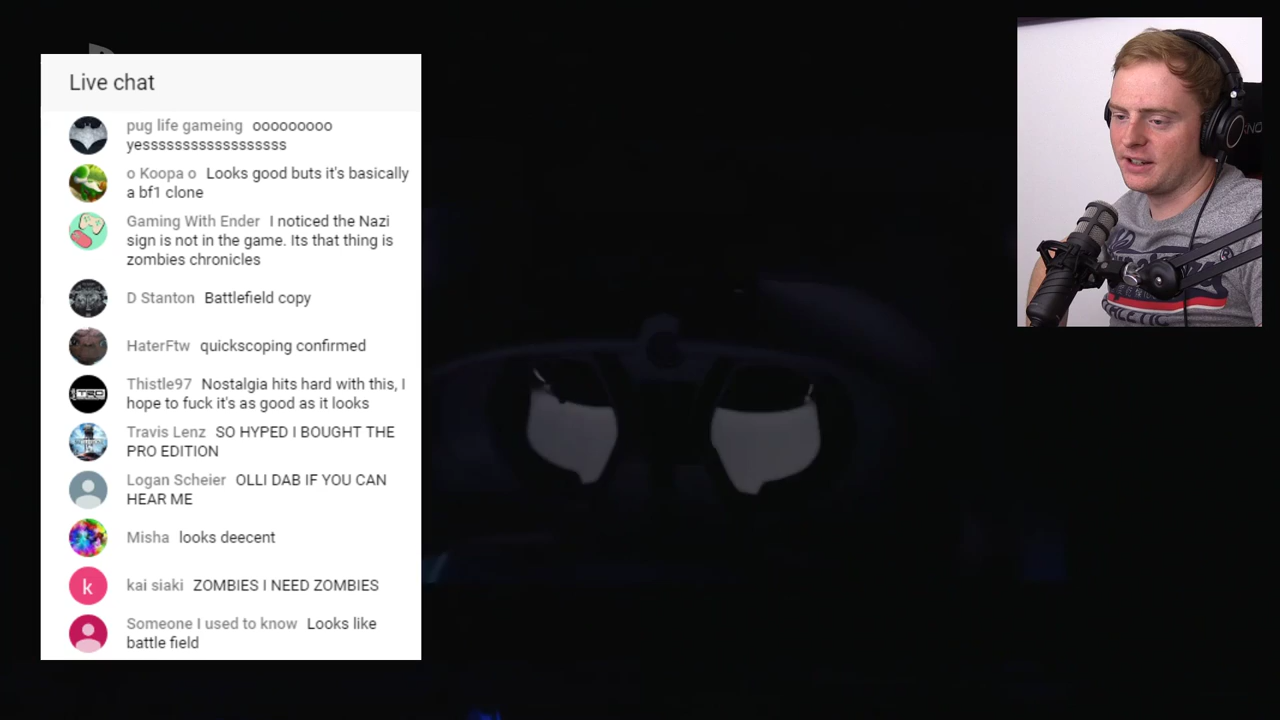 Live chat
pug life gameing ooooooooo
yessssssssssssssssss
o Koopa o Looks good buts it's basically
a bf1 clone
Gaming With Ender I noticed the Nazi
sign is not in the game. Its that thing is
zombies chronicles
D Stanton Battlefield copy
HaterFtw quickscoping confirmed
Thistle97 Nostalgia hits hard with this, I
hope to fuck it's as good as it looks
Travis Lenz SO HYPED I BOUGHT THE
PRO EDITION
Logan Scheier OLLI DAB IF YOU CAN
HEAR ME
Misha looks deecent
k
kai siaki ZOMBIES I NEED ZOMBIES
Someone I used to know Looks like
battle field